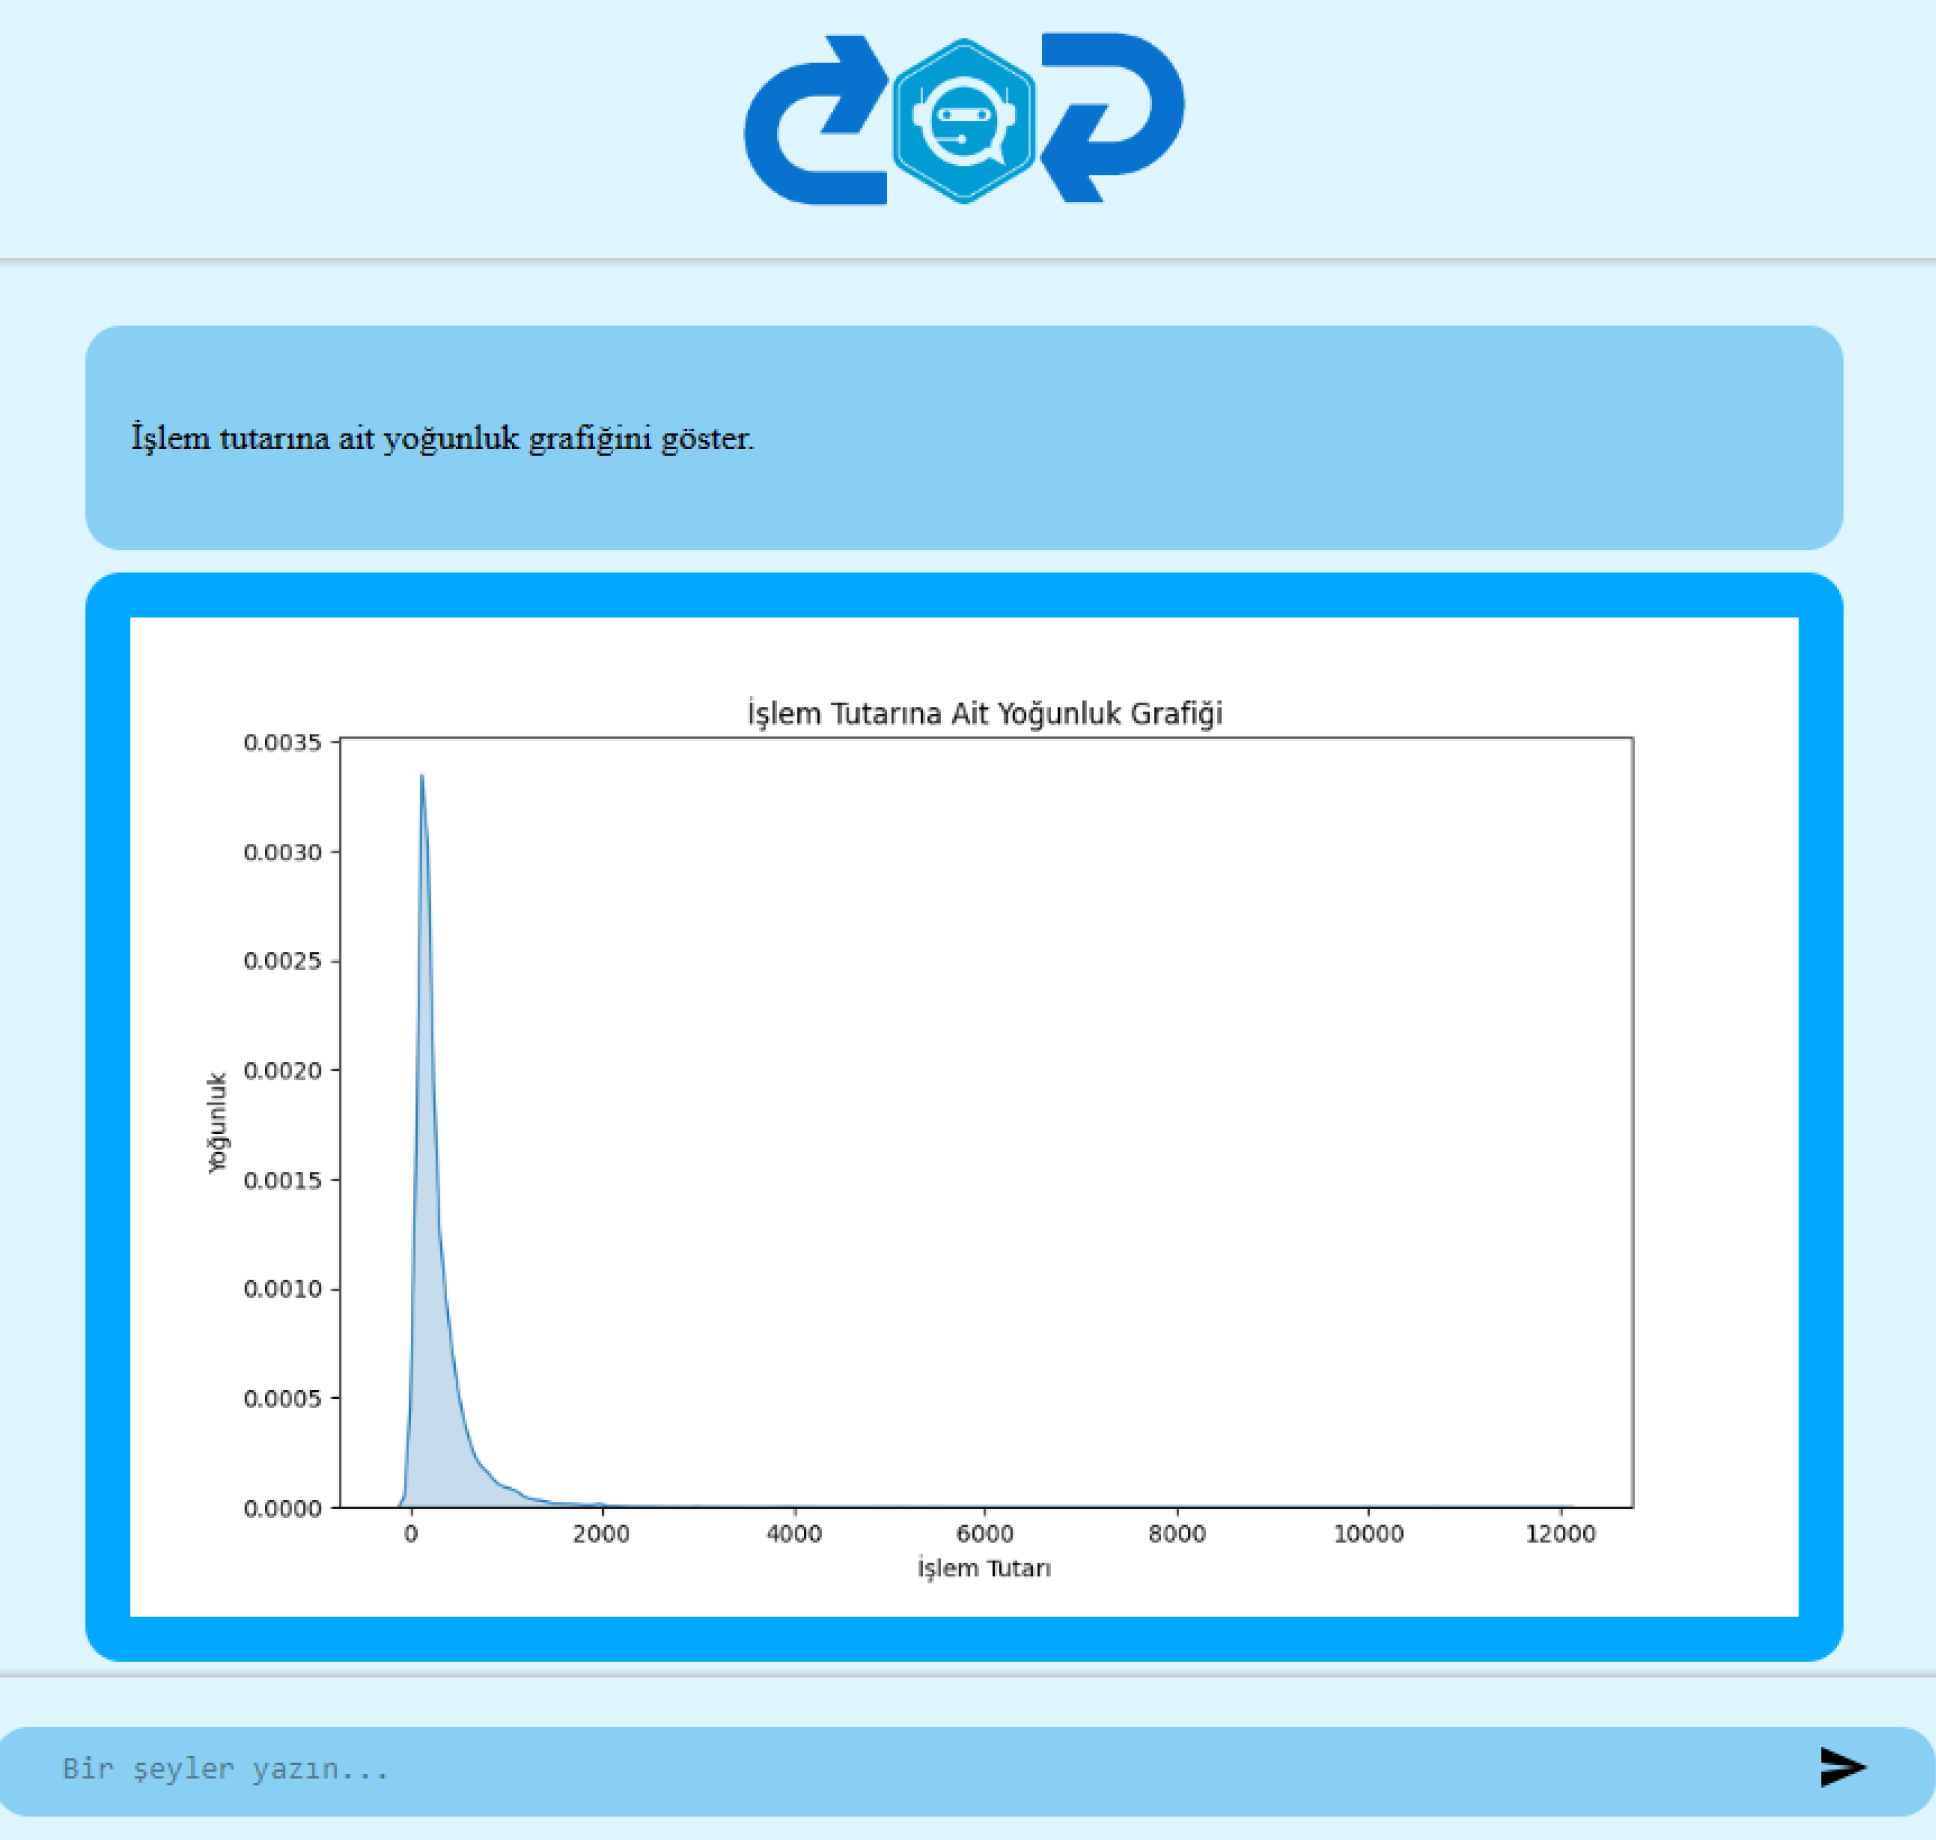 İşlem tutarına ait yoğunluk grafiğini göster.
İşlem Tutarına Ait Yoğunluk Grafiği
0.0035
0.0030
0.0025
0.0020
0.0015
0.0010
0.0005
0.0000
Yoğunluk
0 2000 4000 6000 8000 10000 12000
İşlem Tutarı
Bir şeyler yazın...